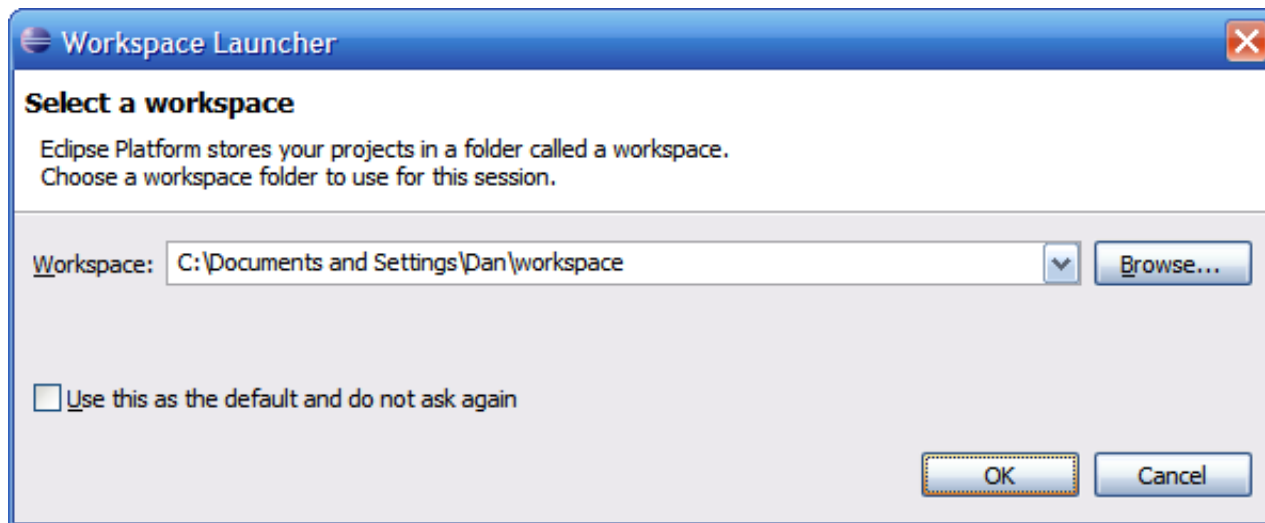 Workspace Launcher
Select a workspace
Eclipse Platform stores your projects in a folder called a workspace.
Choose a workspace folder to use for this session.
Workspace: C:\Documents and Settings\Dan\workspace Browse...
Use this as the default and do not ask again
OK Cancel